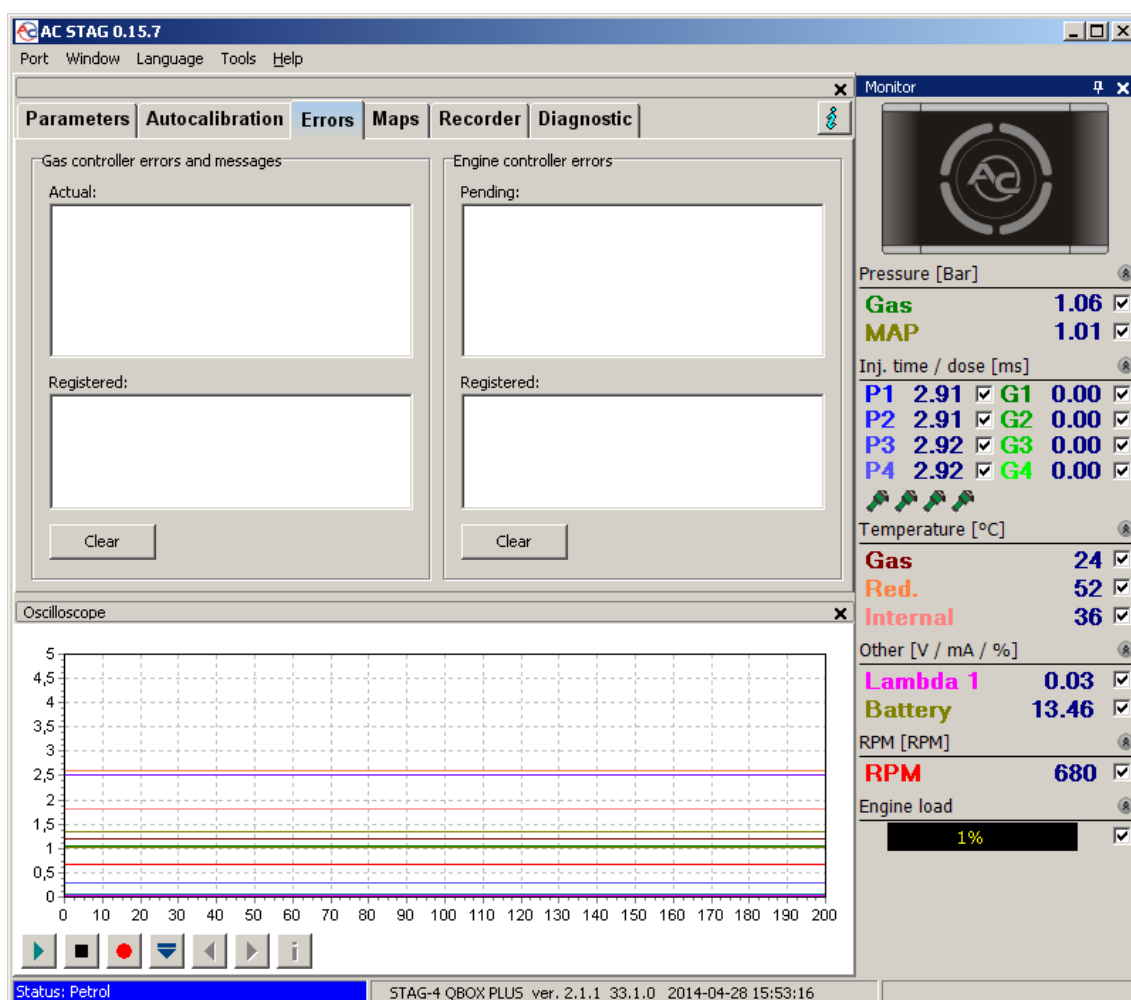 AC STAG 0.15.7
Port Window Language Tools Help
Parameters Autocalibration Errors Maps Recorder Diagnostic
Gas controller errors and messages
Actual:
Registered:
Clear
Engine controller errors
Pending:
Registered:
Clear
Oscilloscope
5
4,5
4
3,5
3
2,5
2
1,5
1
0,5
0
0 10 20 30 40 50 60 70 80 90 100 110 120 130 140 150 160 170 180 190 200
Monitor
AC
Pressure [Bar]
Gas 1.06
MAP 1.01
Inj. time / dose [ms]
P1 2.91 G1 0.00
P2 2.91 G2 0.00
P3 2.92 G3 0.00
P4 2.92 G4 0.00
Temperature [°C]
Gas 24
Red. 52
Internal 36
Other [V / mA / %]
Lambda 1 0.03
Battery 13.46
RPM [RPM]
RPM 680
Engine load
1%
Status: Petrol
STAG-4 QBOX PLUS ver. 2.1.1 33.1.0 2014-04-28 15:53:16